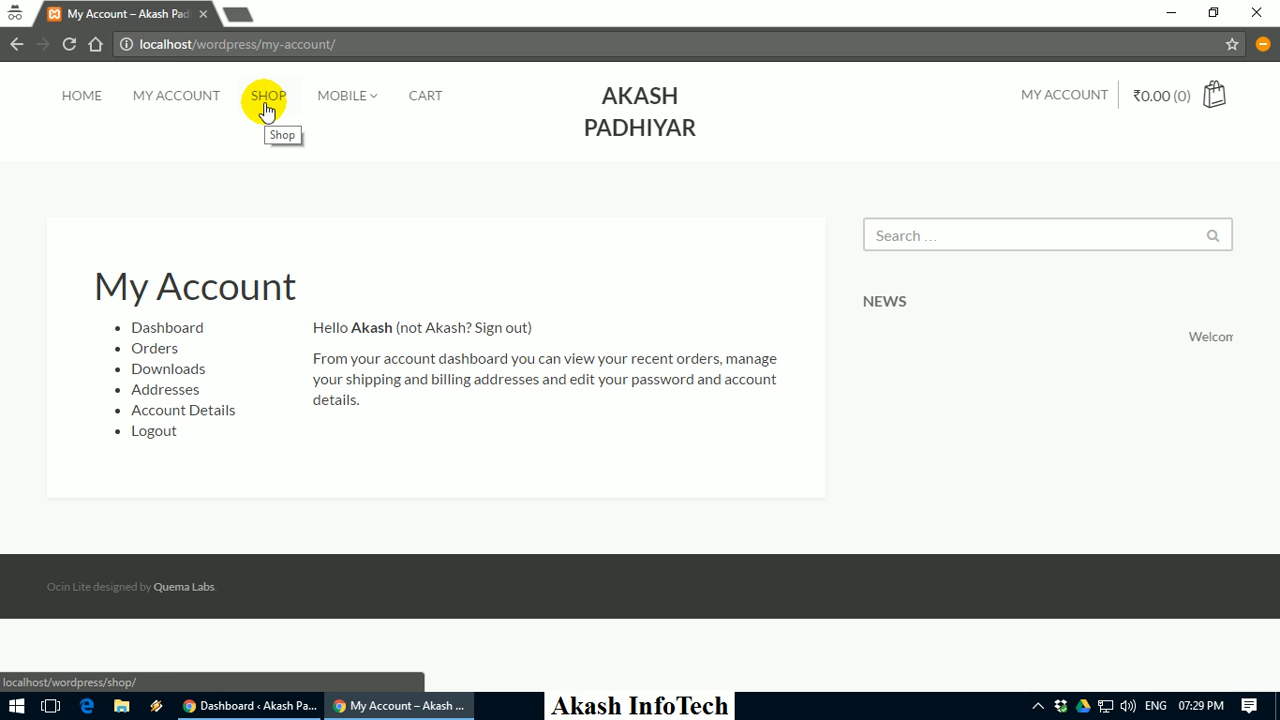 My Account – Akash Padi
localhost/wordpress/my-account/
HOME MY ACCOUNT SHOP MOBILE CART
AKASH
PADHIYAR
MY ACCOUNT ₹0.00 (0)
Shop
Search …
My Account
NEWS
Dashboard
Orders
Downloads
Addresses
Account Details
Logout
Hello Akash (not Akash? Sign out)
From your account dashboard you can view your recent orders, manage
your shipping and billing addresses and edit your password and account
details.
Welcom
Ocin Lite designed by Quema Labs.
localhost/wordpress/shop/
Dashboard ‹ Akash Pa...
My Account – Akash ...
Akash InfoTech
ENG 07:29 PM